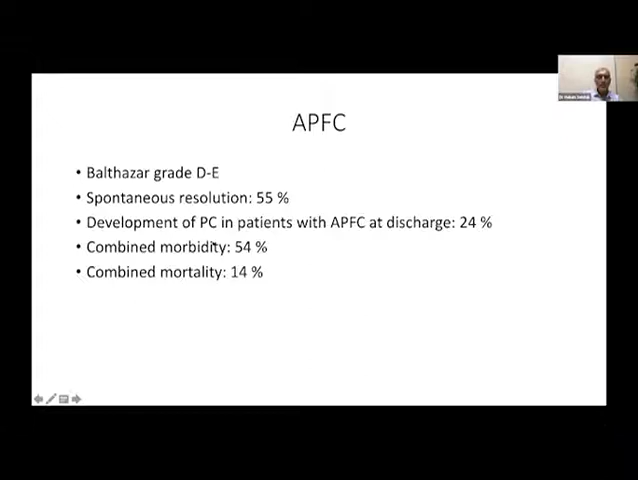 APFC
• Balthazar grade D-E
• Spontaneous resolution: 55 %
• Development of PC in patients with APFC at discharge: 24 %
• Combined morbidity: 54 %
• Combined mortality: 14 %